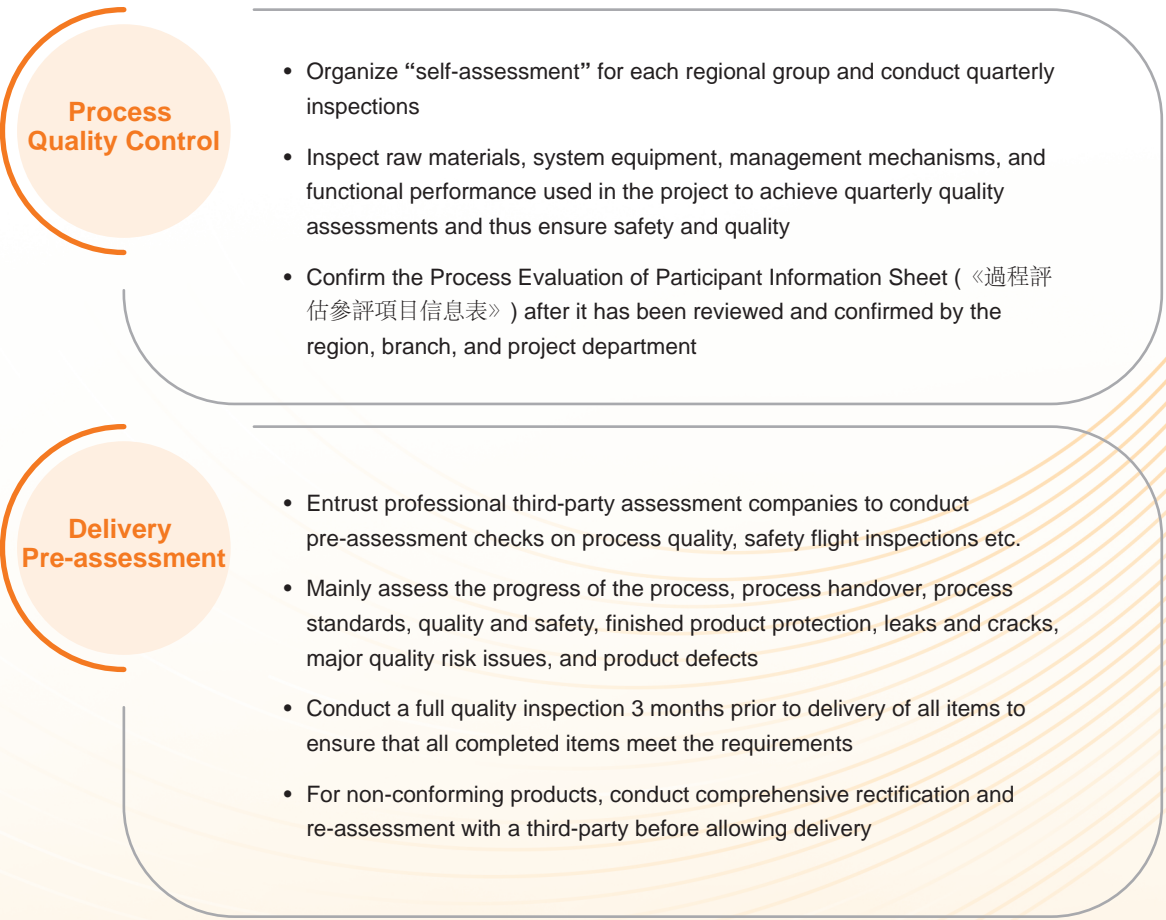 Process
Quality Control
• Organize “self-assessment” for each regional group and conduct quarterly
inspections
• Inspect raw materials, system equipment, management mechanisms, and
functional performance used in the project to achieve quarterly quality
assessments and thus ensure safety and quality
• Confirm the Process Evaluation of Participant Information Sheet ( 《過程評
估參評項目信息表》 ) after it has been reviewed and confirmed by the
region, branch, and project department
Delivery
Pre-assessment
• Entrust professional third-party assessment companies to conduct
pre-assessment checks on process quality, safety flight inspections etc.
• Mainly assess the progress of the process, process handover, process
standards, quality and safety, finished product protection, leaks and cracks,
major quality risk issues, and product defects
• Conduct a full quality inspection 3 months prior to delivery of all items to
ensure that all completed items meet the requirements
• For non-conforming products, conduct comprehensive rectification and
re-assessment with a third-party before allowing delivery